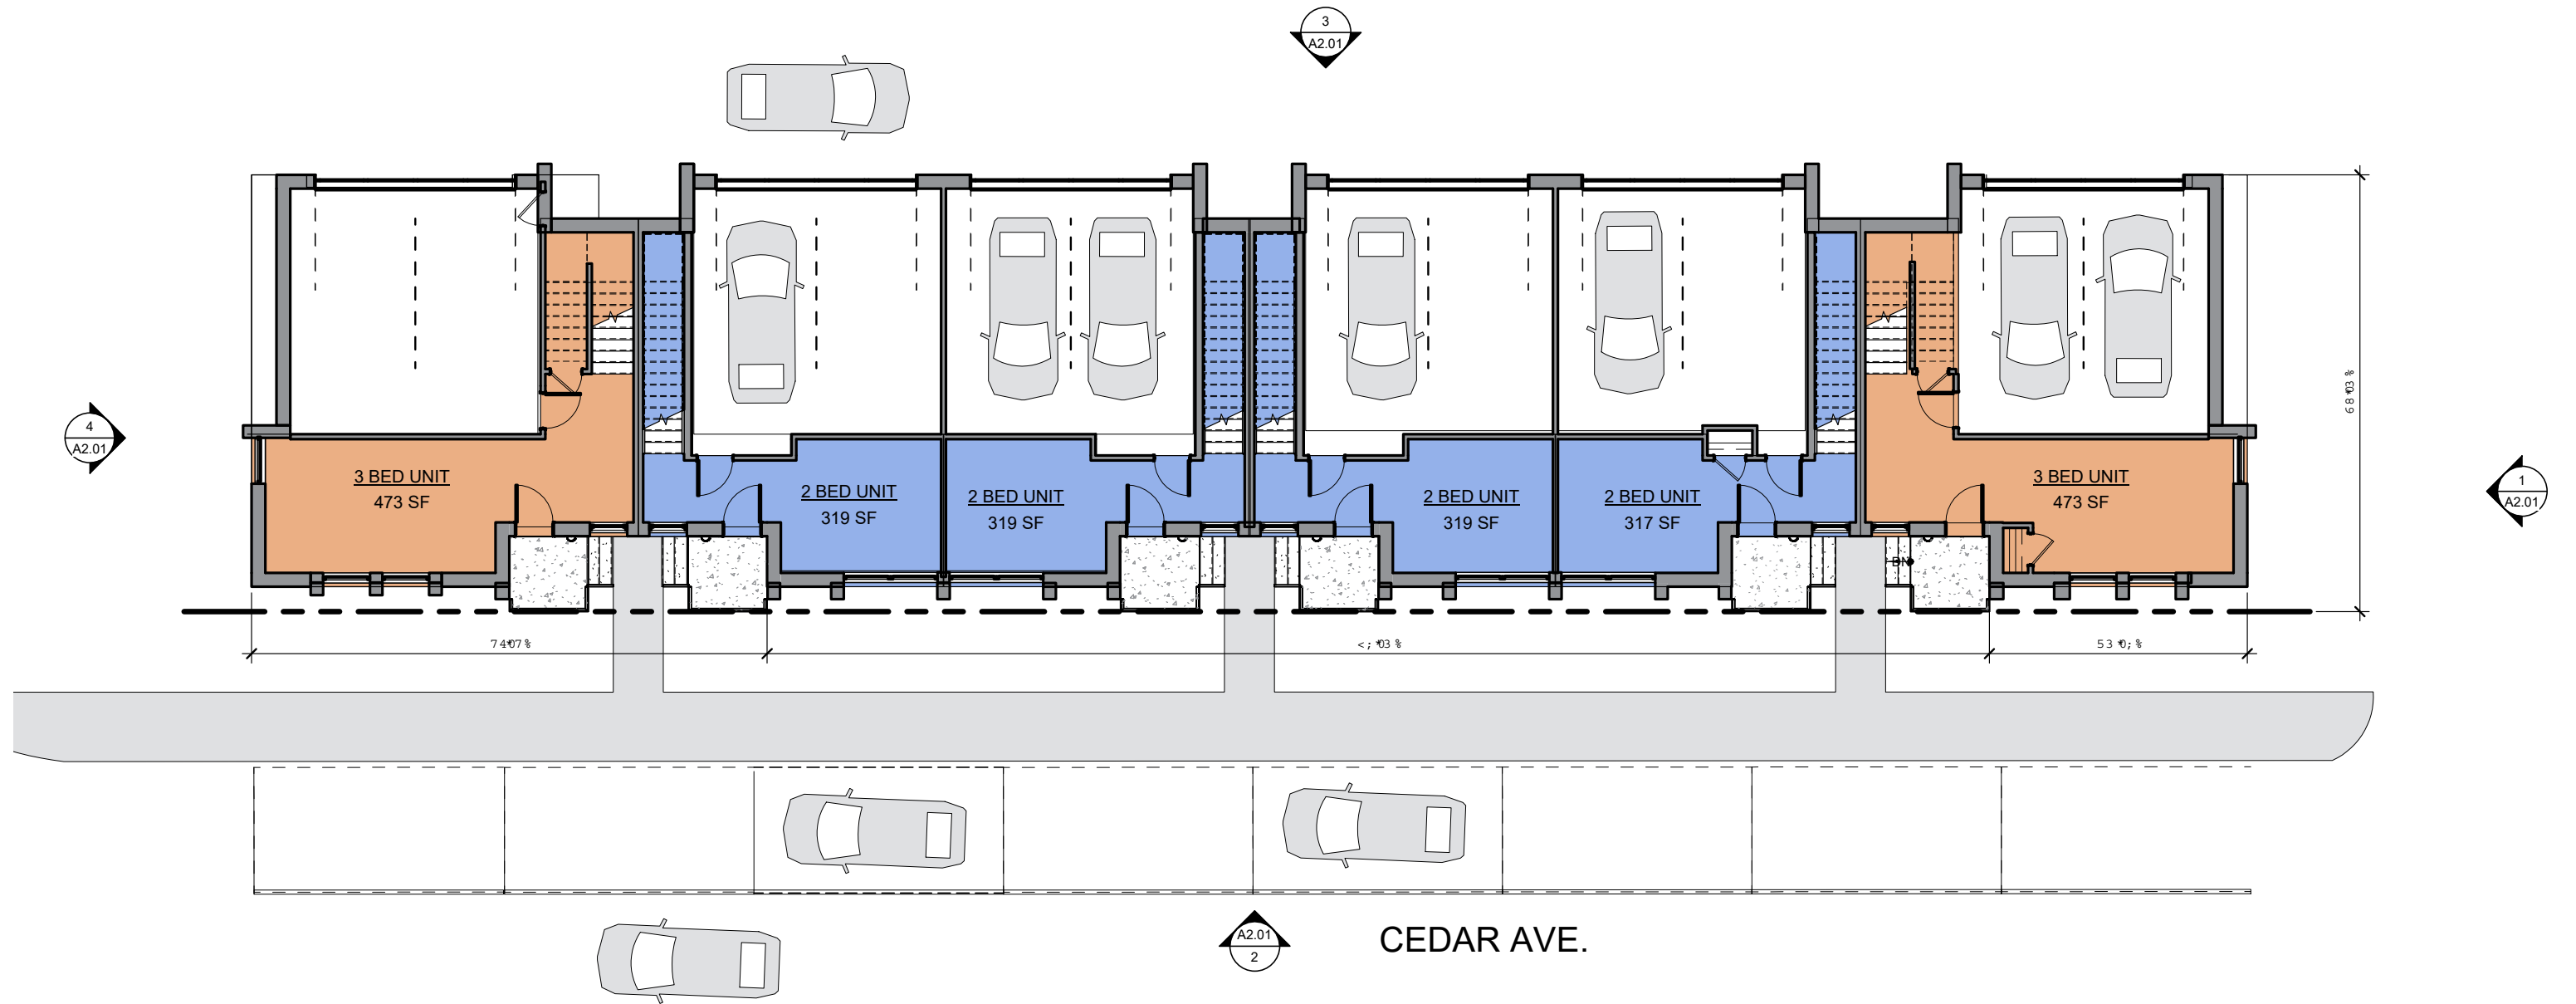 3
A2.01
4
A2.01
1
A2.01
3 BED UNIT
473 SF
2 BED UNIT
319 SF
2 BED UNIT
319 SF
2 BED UNIT
319 SF
2 BED UNIT
317 SF
3 BED UNIT
473 SF
A2.01
2
CEDAR AVE.